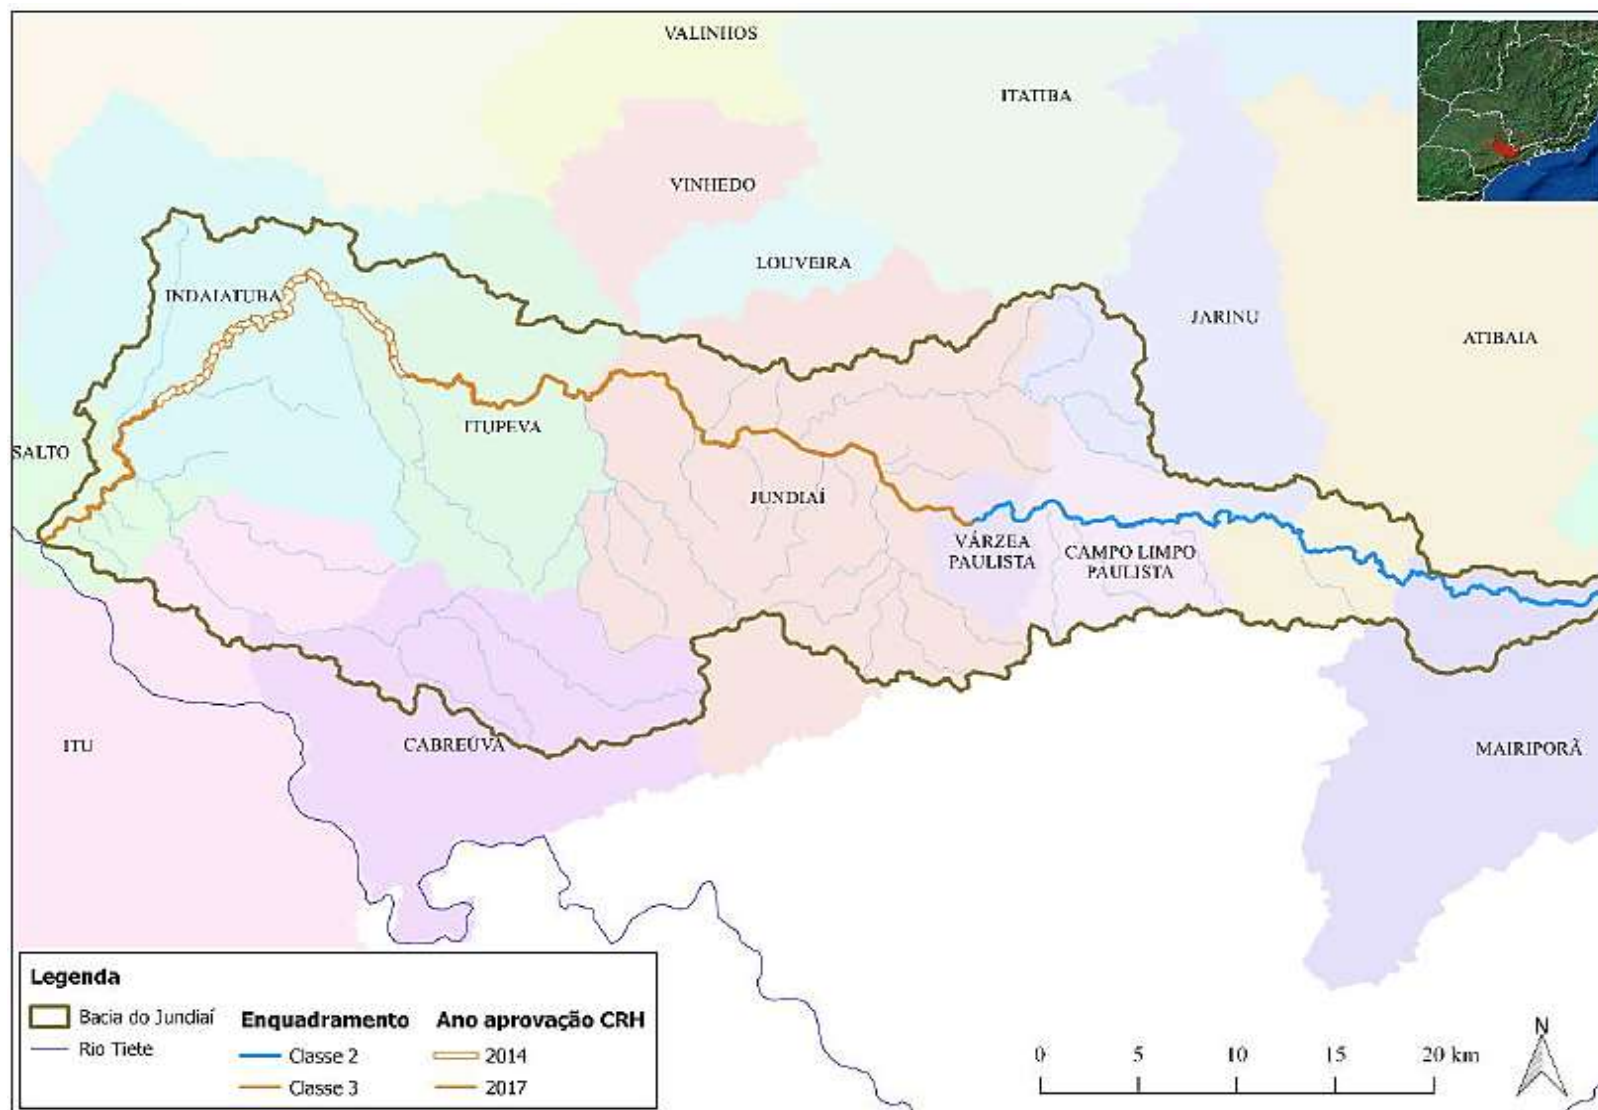 VALINHOS
ITATIBA
VINHEDO
LOUVEIRA
INDAIATUBA
JARINU
ATIBAIA
SALTO
ITUPEVA
JUNDIAÍ
VÁRZEA
PAULISTA
CAMPO LIMPO
PAULISTA
ITU
CABREÚVA
MAIRIPORÃ
Legenda
Bacia do Jundiaí
Rio Tiete
Enquadramento
Classe 2
Classe 3
Ano aprovação CRH
2014
2017
0 5 10 15 20 km
N